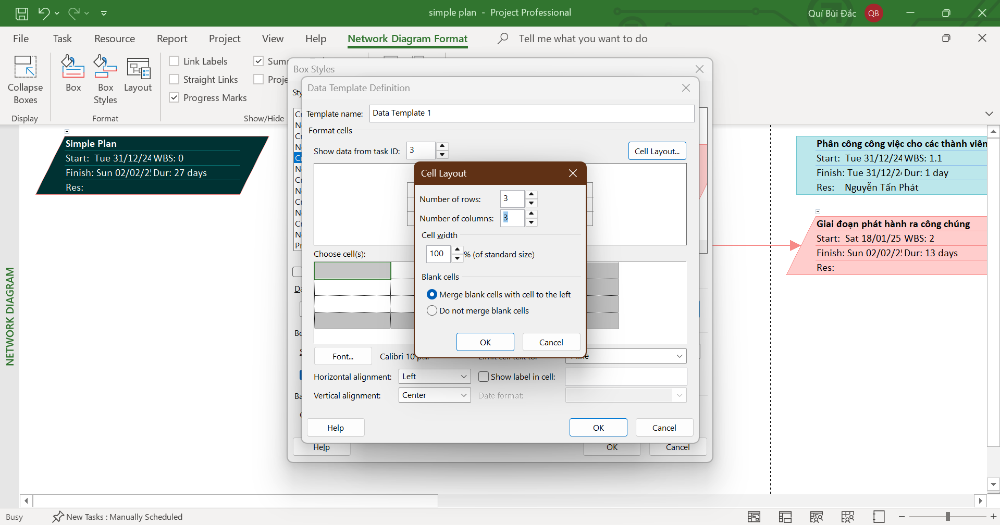 simple plan - Project Professional
Quí Bùi Đắc
QB
File
Task
Resource
Report
Project
View
Help
Network Diagram Format
Tell me what you want to do
Collapse
Boxes
Box
Box
Styles
Layout
Link Labels
Straight Links
Progress Marks
Display
Format
Show/Hide
NETWORK DIAGRAM
Simple Plan
Start: Tue 31/12/24 WBS: 0
Finish: Sun 02/02/2 Dur: 27 days
Res:
Box Styles
Data Template Definition
Template name:
Data Template 1
Format cells
Show data from task ID:
3
Cell Layout...
Choose cell(s):
Font...
Calibri 10
Horizontal alignment:
Left
Show label in cell:
Vertical alignment:
Center
Date format:
Help
OK
Cancel
Help
OK
Cancel
Cell Layout
Number of rows:
3
Number of columns:
3
Cell width
100
% (of standard size)
Blank cells
Merge blank cells with cell to the left
Do not merge blank cells
OK
Cancel
Phân công công việc cho các thành viên
Start: Tue 31/12/24 WBS: 1.1
Finish: Tue 31/12/2 Dur: 1 day
Res: Nguyễn Tấn Phát
Giai đoạn phát hành ra công chúng
Start: Sat 18/01/25 WBS: 2
Finish: Sun 02/02/2 Dur: 13 days
Res:
Busy
New Tasks : Manually Scheduled